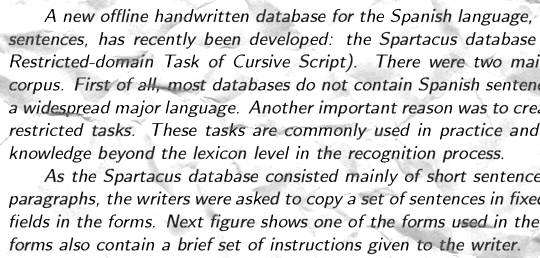 A new offline handwritten database for the Spanish language,
sentences, has recently been developed: the Spartacus database
Restricted-domain Task of Cursive Script). There were two mai
corpus. First of all, most databases do not contain Spanish senten
a widespread major language. Another important reason was to crea
restricted tasks. These tasks are commonly used in practice and
knowledge beyond the lexicon level in the recognition process.
As the Spartacus database consisted mainly of short sentence
paragraphs, the writers were asked to copy a set of sentences in fixe
fields in the forms. Next figure shows one of the forms used in the
forms also contain a brief set of instructions given to the writer.